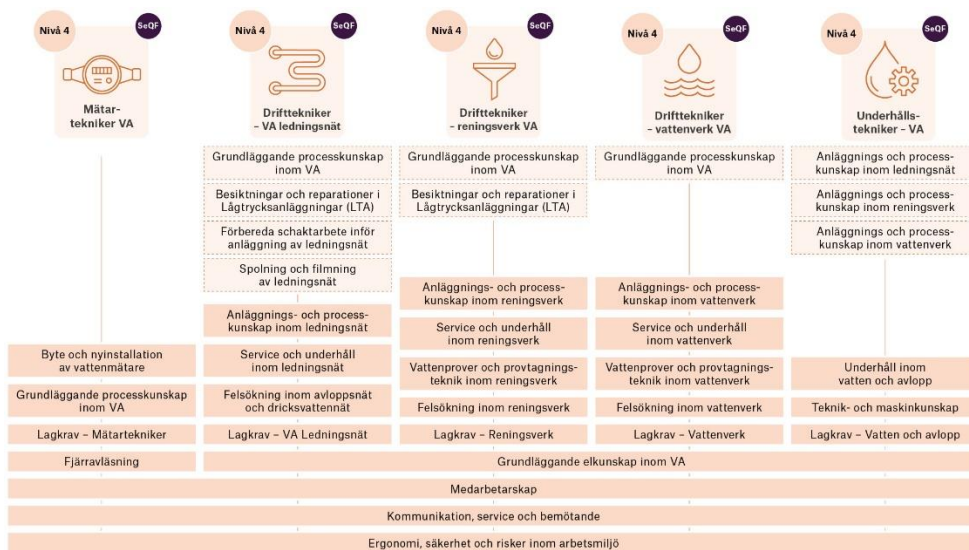 Nivå 4
SeQF
Mätar-
tekniker VA
Nivå 4
SeQF
Drifttekniker
– VA ledningsnät
Nivå 4
SeQF
Drifttekniker
– reningsverk VA
Nivå 4
SeQF
Drifttekniker
– vattenverk VA
Nivå 4
SeQF
Underhålls-
tekniker – VA
Byte och nyinstallation
av vattenmätare
Grundläggande processkunskap
inom VA
Lagkrav – Mätartekniker
Fjärravläsning
Grundläggande processkunskap
inom VA
Besiktningar och reparationer i
Lågtrycksanläggningar (LTA)
Förbereda schaktarbete inför
anläggning av ledningsnät
Spolning och filmning
av ledningsnät
Anläggnings- och process-
kunskap inom ledningsnät
Service och underhåll
inom ledningsnät
Felsökning inom avloppsnät
och dricksvattennät
Lagkrav – VA Ledningsnät
Grundläggande processkunskap
inom VA
Besiktningar och reparationer i
Lågtrycksanläggningar (LTA)
Anläggnings- och process-
kunskap inom reningsverk
Service och underhåll
inom reningsverk
Vattenprover och provtagnings-
teknik inom reningsverk
Felsökning inom reningsverk
Lagkrav – Reningsverk
Grundläggande processkunskap
inom VA
Anläggnings- och process-
kunskap inom vattenverk
Service och underhåll
inom vattenverk
Vattenprover och provtagnings-
teknik inom vattenverk
Felsökning inom vattenverk
Lagkrav – Vattenverk
Anläggnings och process-
kunskap inom ledningsnät
Anläggnings och process-
kunskap inom reningsverk
Anläggnings och process-
kunskap inom vattenverk
Underhåll inom
vatten och avlopp
Teknik- och maskinkunskap
Lagkrav – Vatten och avlopp
Grundläggande elkunskap inom VA
Medarbetarskap
Kommunikation, service och bemötande
Ergonomi, säkerhet och risker inom arbetsmiljö